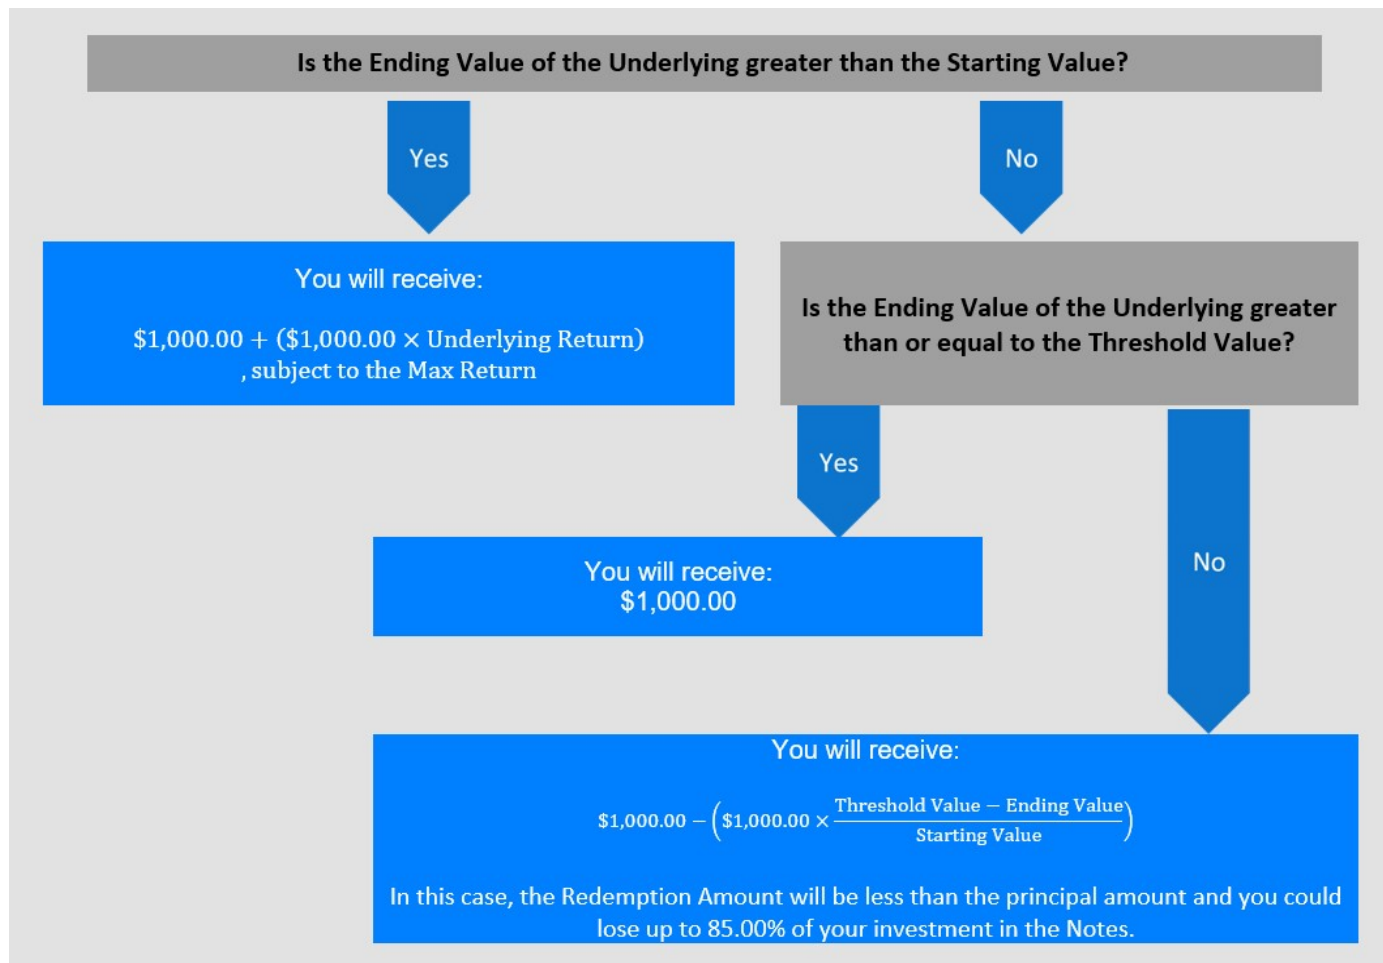 Is the Ending Value of the Underlying greater than the Starting Value?
Yes
No
You will receive:
$1,000.00 + ($1,000.00 × Underlying Return)
, subject to the Max Return
Is the Ending Value of the Underlying greater
than or equal to the Threshold Value?
Yes
No
You will receive:
$1,000.00
You will receive:
$1,000.00 − ($1,000.00 × Threshold Value − Ending Value / Starting Value)
In this case, the Redemption Amount will be less than the principal amount and you could
lose up to 85.00% of your investment in the Notes.